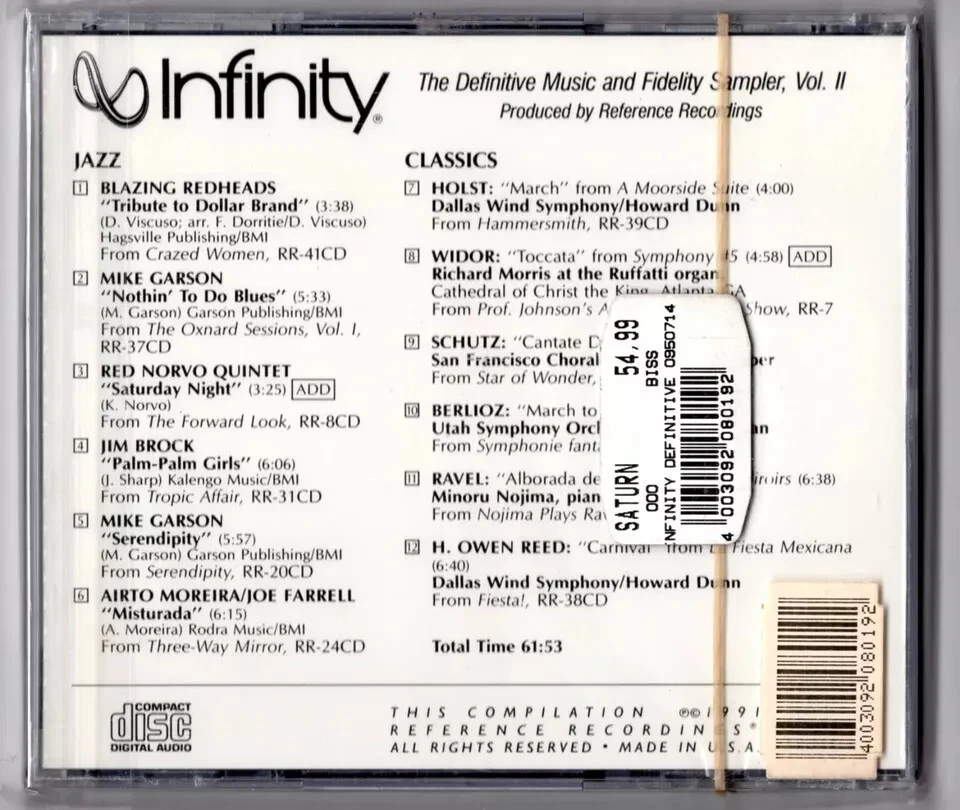 Infinity®
The Definitive Music and Fidelity Sampler, Vol. II
Produced by Reference Recordings
JAZZ
1 BLAZING REDHEADS
"Tribute to Dollar Brand" (3:38)
(D. Viscuso; arr. F. Dorritie/D. Viscuso)
Hagsville Publishing/BMI
From Crazed Women, RR-41CD
2 MIKE GARSON
"Nothin' To Do Blues" (5:33)
(M. Garson) Garson Publishing/BMI
From The Oxnard Sessions, Vol. I,
RR-37CD
3 RED NORVO QUINTET
"Saturday Night" (3:25) ADD
(K. Norvo)
From The Forward Look, RR-8CD
4 JIM BROCK
"Palm-Palm Girls" (6:06)
(J. Sharp) Kalengo Music/BMI
From Tropic Affair, RR-31CD
5 MIKE GARSON
"Serendipity" (5:57)
(M. Garson) Garson Publishing/BMI
From Serendipity, RR-20CD
6 AIRTO MOREIRA/JOE FARRELL
"Misturada" (6:15)
(A. Moreira) Rodra Music/BMI
From Three-Way Mirror, RR-24CD
CLASSICS
7 HOLST: "March" from A Moorside Suite (4:00)
Dallas Wind Symphony/Howard Dunn
From Hammersmith, RR-39CD
8 WIDOR: "Toccata" from Symphony #5 (4:58) ADD
Richard Morris at the Ruffatti organ
Cathedral of Christ the King, Atlanta, GA
From Prof. Johnson's Show, RR-7
9 SCHUTZ: "Cantate
San Francisco Choral
From Star of Wonder,
10 BERLIOZ: "March to
Utah Symphony
From Symphonie
11 RAVEL: "Alborada de (6:38)
Minoru Nojima,
From Nojima Plays
12 H. OWEN REED: "Carnival" from La Fiesta Mexicana
(6:40)
Dallas Wind Symphony/Howard Dunn
From Fiesta!, RR-38CD
Total Time 61:53
SATURN 54,99
000 BISS
NFINITY DEFINITIVE 0950714
4 003092 080192
4003092 080192
COMPACT
disc
DIGITAL AUDIO
THIS COMPILATION ℗© 1991
REFERENCE RECORDINGS®
ALL RIGHTS RESERVED • MADE IN U.S.A.